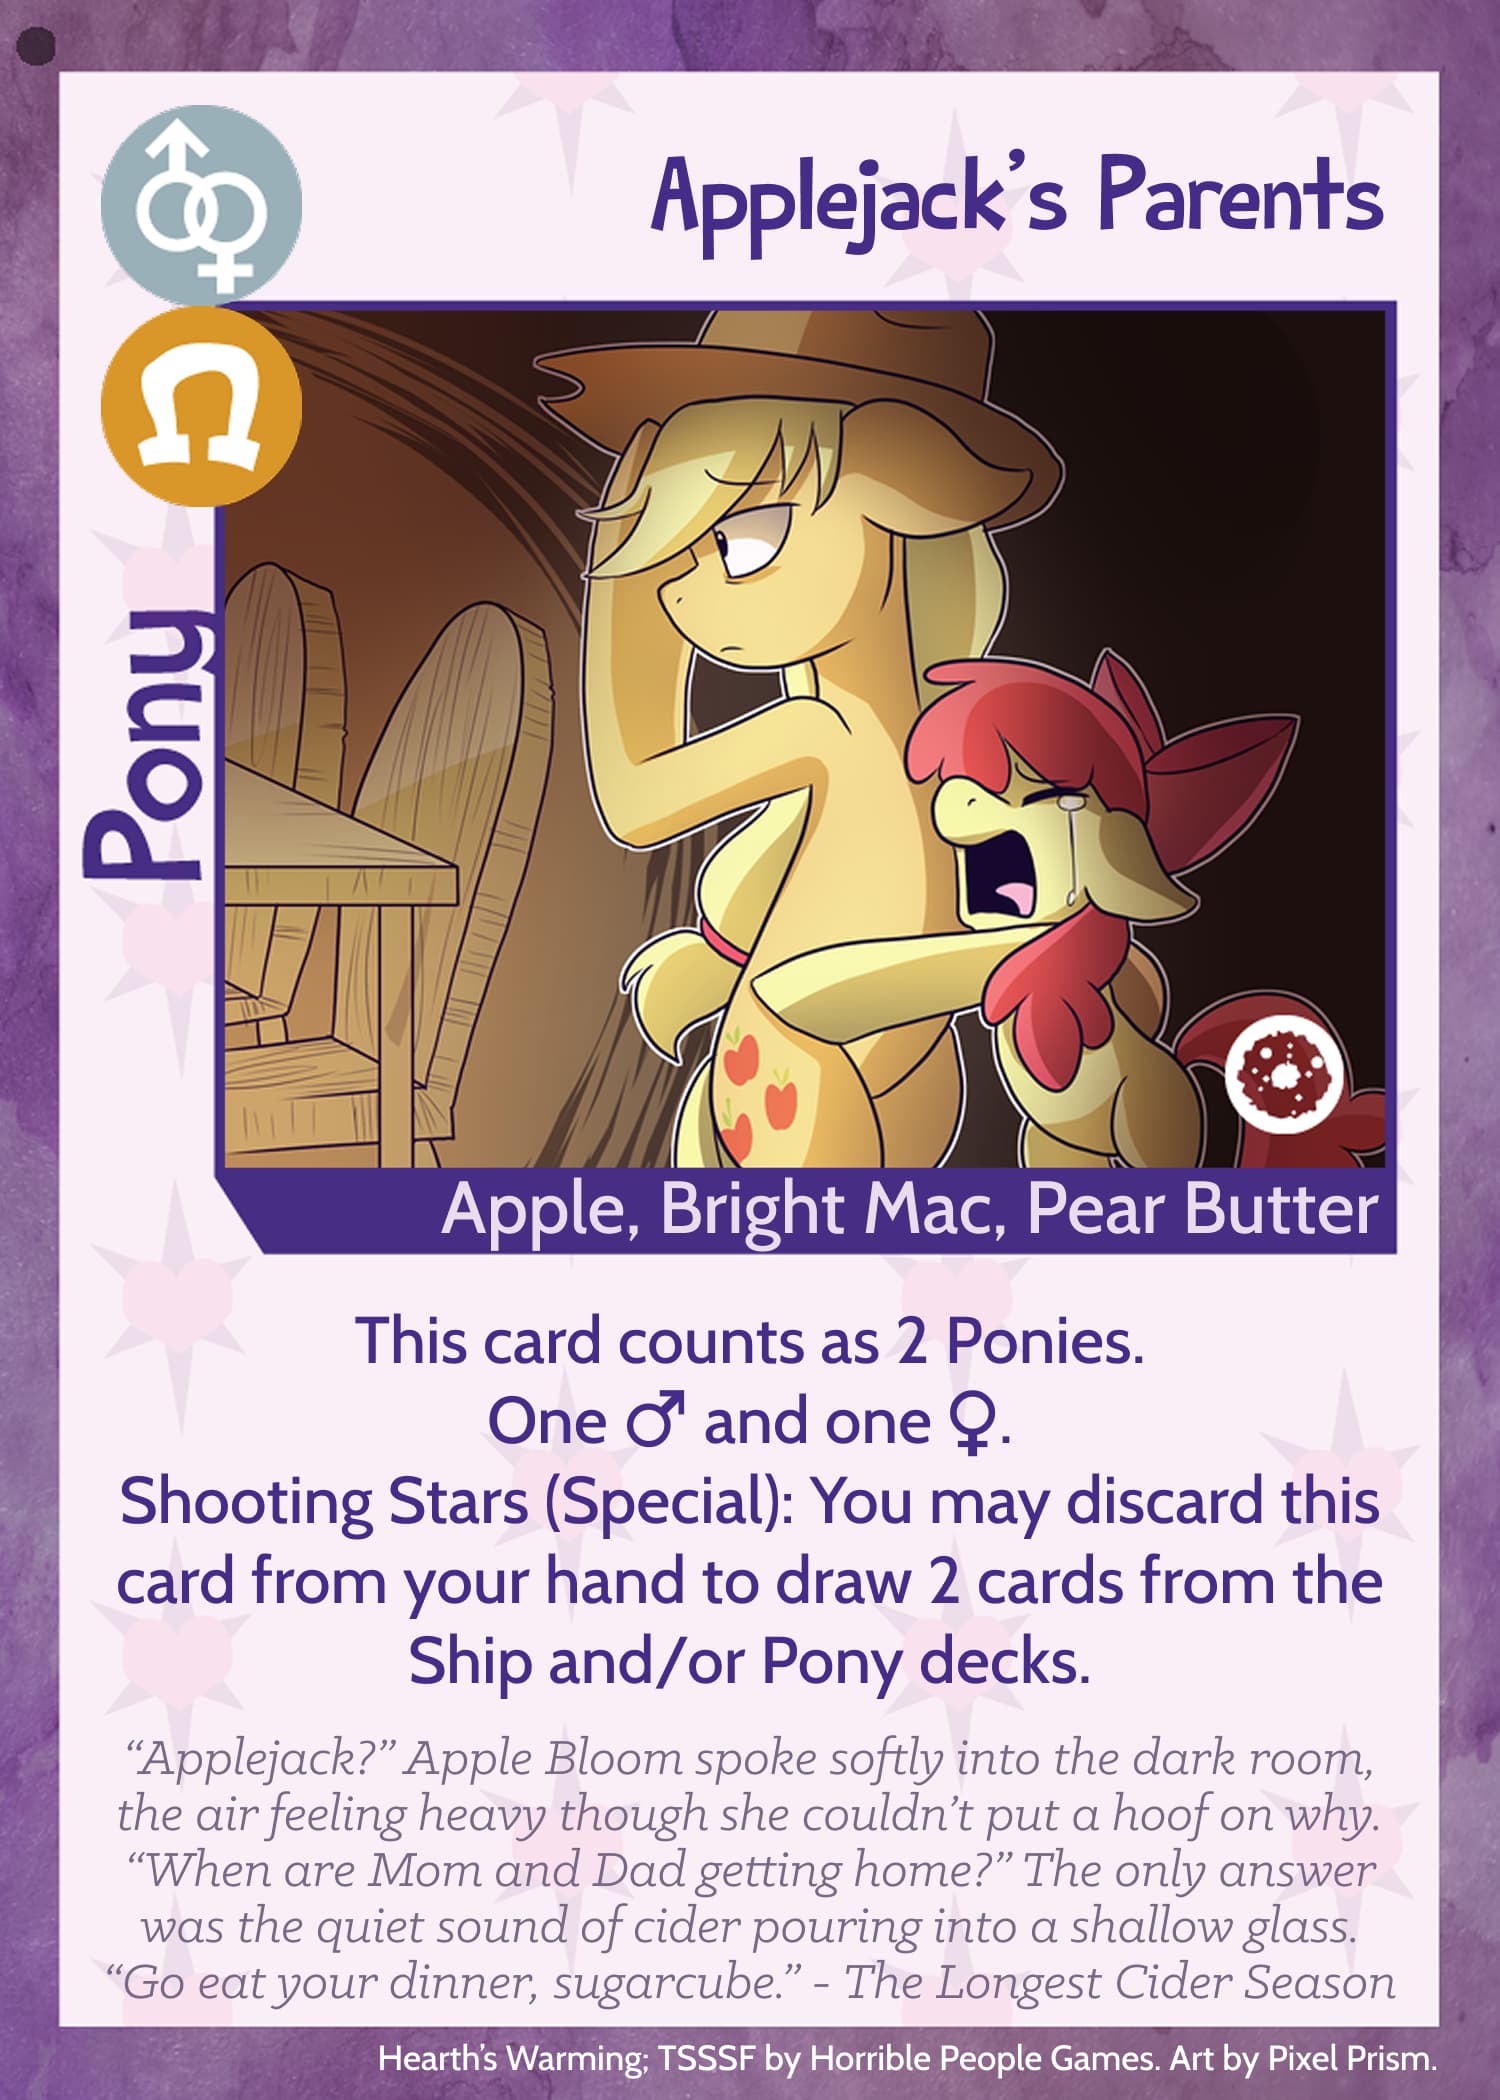 Applejack's Parents
Pony
Apple, Bright Mac, Pear Butter
This card counts as 2 Ponies.
One ♂ and one ♀.
Shooting Stars (Special): You may discard this
card from your hand to draw 2 cards from the
Ship and/or Pony decks.
“Applejack?” Apple Bloom spoke softly into the dark room,
the air feeling heavy though she couldn’t put a hoof on why.
“When are Mom and Dad getting home?” The only answer
was the quiet sound of cider pouring into a shallow glass.
“Go eat your dinner, sugarcube.” - The Longest Cider Season
Hearth’s Warming; TSSSF by Horrible People Games. Art by Pixel Prism.